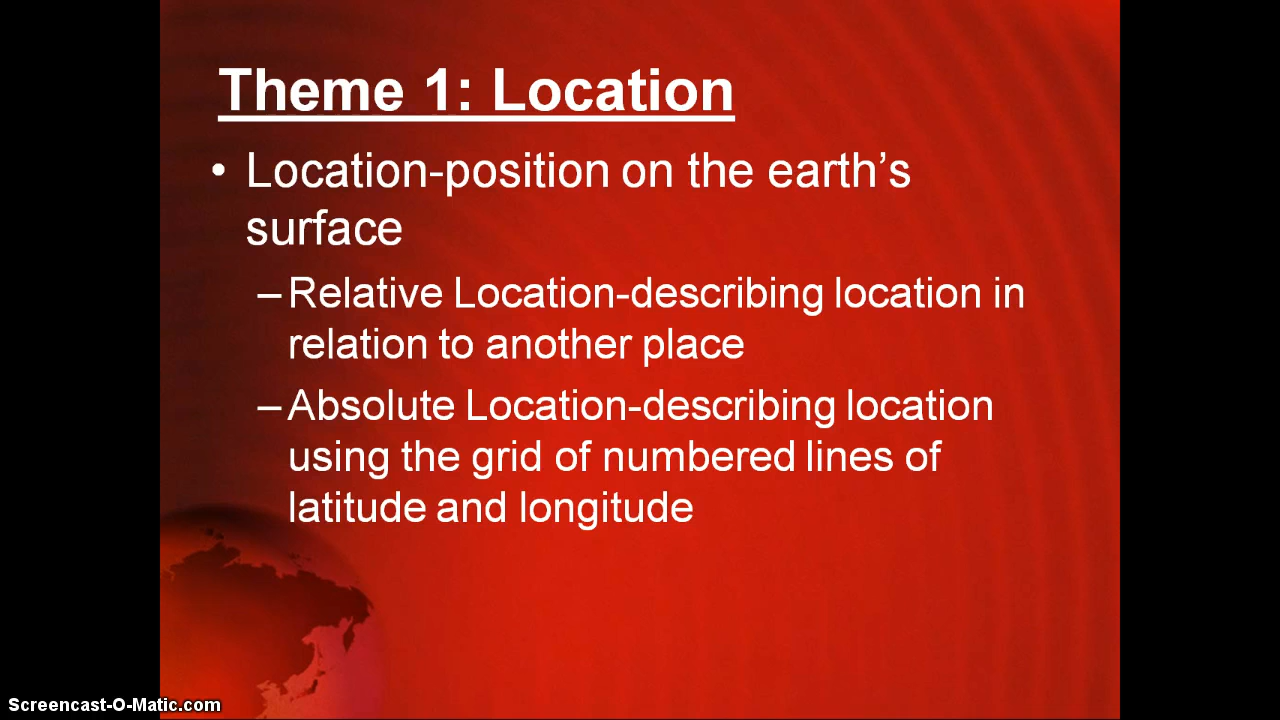 Theme 1: Location
• Location-position on the earth’s
surface
–Relative Location-describing location in
relation to another place
–Absolute Location-describing location
using the grid of numbered lines of
latitude and longitude
Screencast-O-Matic.com